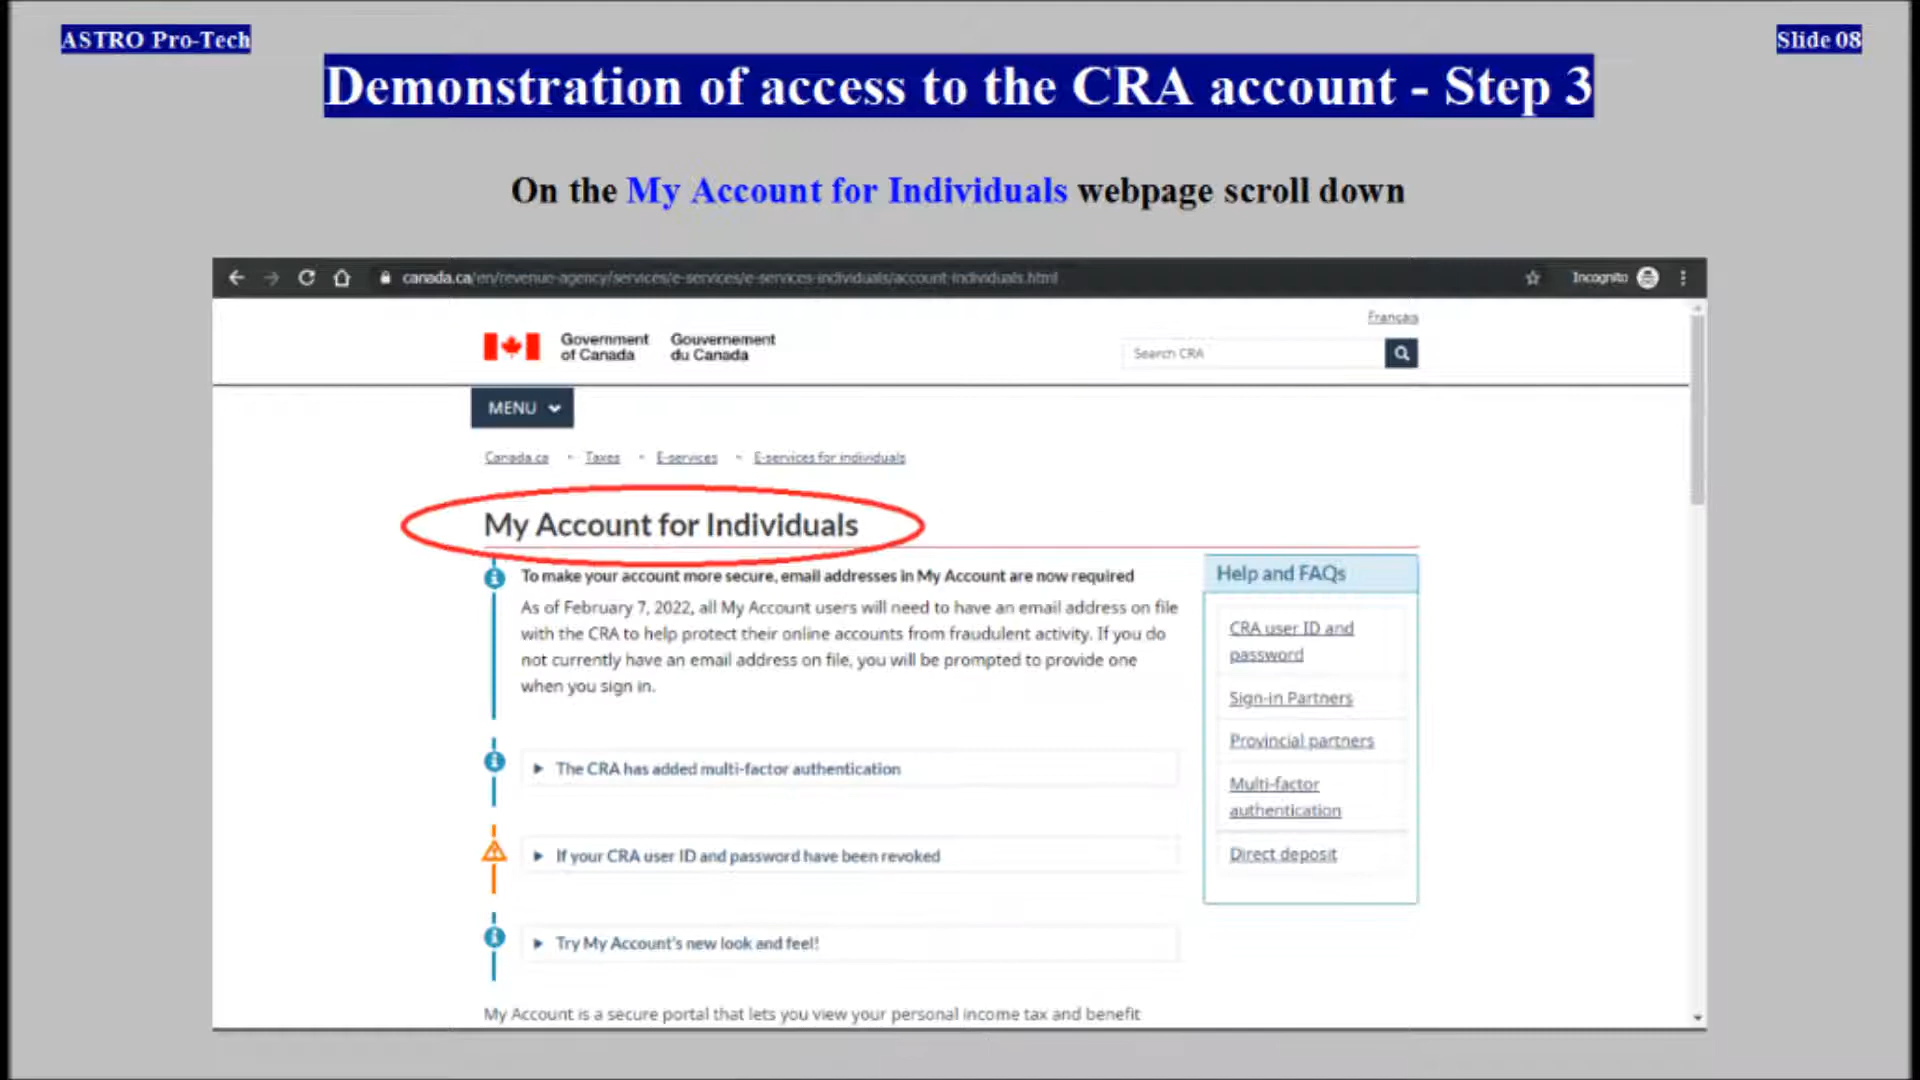 ASTRO Pro-Tech
Slide 08
Demonstration of access to the CRA account - Step 3
On the My Account for Individuals webpage scroll down
canada.ca/en/revenue-agency/services/e-services/e-services-individuals/account-individuals.html
Incognito
Français
Government of Canada
Gouvernement du Canada
Search CRA
MENU
Canada.ca
Taxes
E-services
E-services for individuals
My Account for Individuals
To make your account more secure, email addresses in My Account are now required
As of February 7, 2022, all My Account users will need to have an email address on file
with the CRA to help protect their online accounts from fraudulent activity. If you do
not currently have an email address on file, you will be prompted to provide one
when you sign in.
The CRA has added multi-factor authentication
If your CRA user ID and password have been revoked
Try My Account's new look and feel!
My Account is a secure portal that lets you view your personal income tax and benefit
Help and FAQs
CRA user ID and
password
Sign-in Partners
Provincial partners
Multi-factor
authentication
Direct deposit